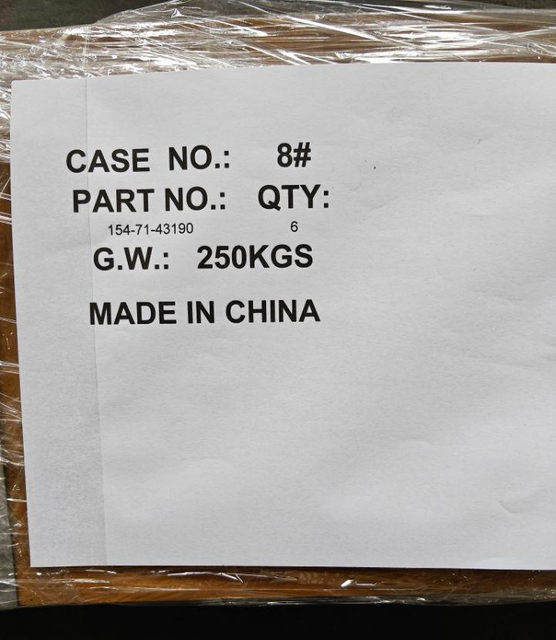 CASE NO.: 8#
PART NO.: QTY:
154-71-43190 6
G.W.: 250KGS
MADE IN CHINA